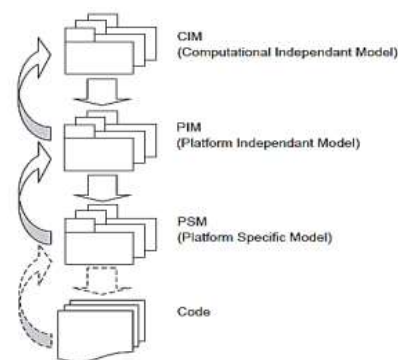 CIM
(Computational Independant Model)
PIM
(Platform Independant Model)
PSM
(Platform Specific Model)
Code